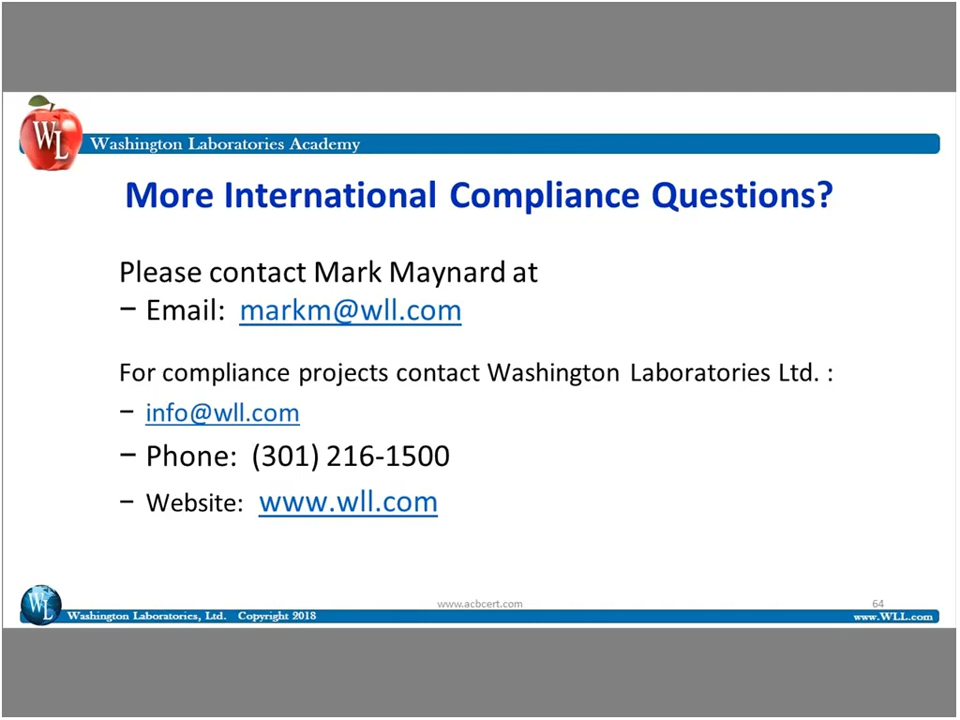 WL
Washington Laboratories Academy
More International Compliance Questions?
Please contact Mark Maynard at
− Email: markm@wll.com
For compliance projects contact Washington Laboratories Ltd. :
− info@wll.com
− Phone: (301) 216-1500
− Website: www.wll.com
WL
Washington Laboratories, Ltd. Copyright 2018
www.acbcert.com
64
www.WLL.com